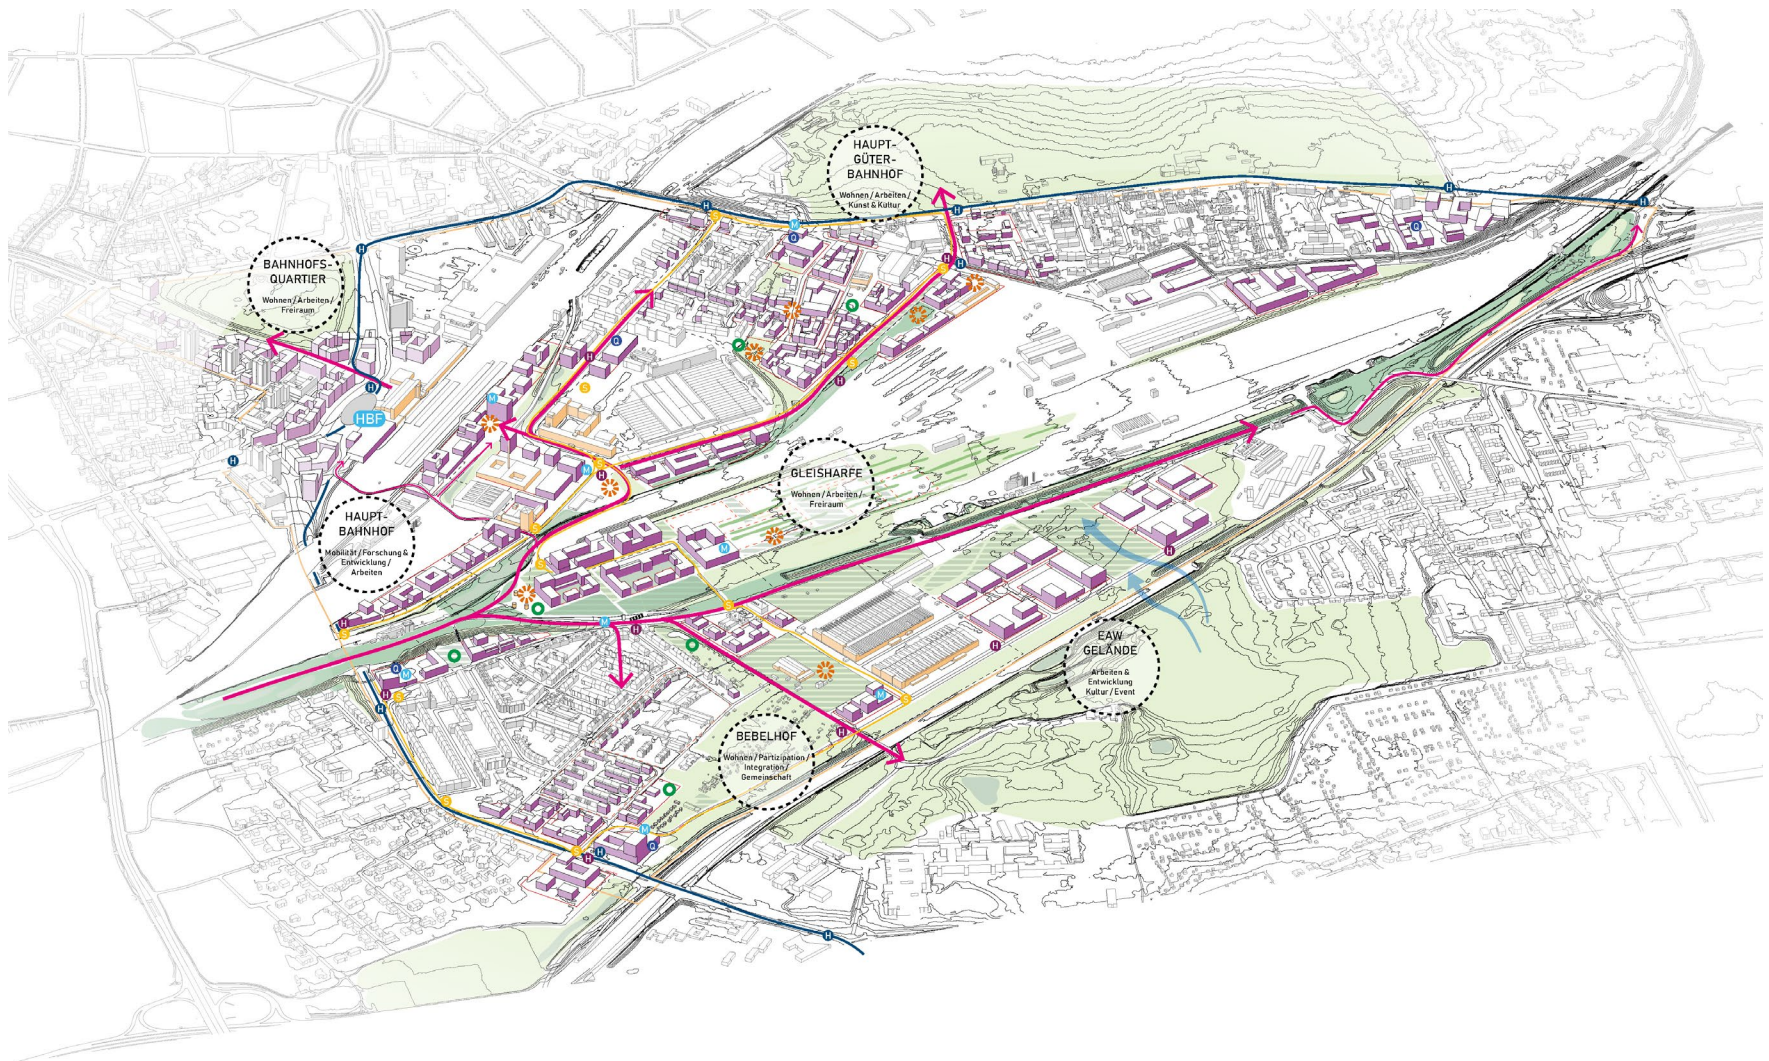 HAUPT-
GÜTER-
BAHNHOF
Wohnen / Arbeiten /
Kunst & Kultur
BAHNHOFS-
QUARTIER
Wohnen / Arbeiten /
Freiraum
HBF
GLEISHARFE
Wohnen / Arbeiten /
Freiraum
HAUPT-
BAHNHOF
Mobilität / Forschung &
Entwicklung /
Arbeiten
EAW
GELÄNDE
Arbeiten &
Entwicklung
Kultur / Event
BEBELHOF
Wohnen / Partizipation /
Integration /
Gemeinschaft
H
H
S
M
Q
H
H
H
Q
H
H
S
H
Q
H
S
S
H
H
M
H
S
M
H
S
S
M
H
S
M
H
H
S
H
Q
M
H
S
H
M
S
H
S
M
Q
S
H
H
H